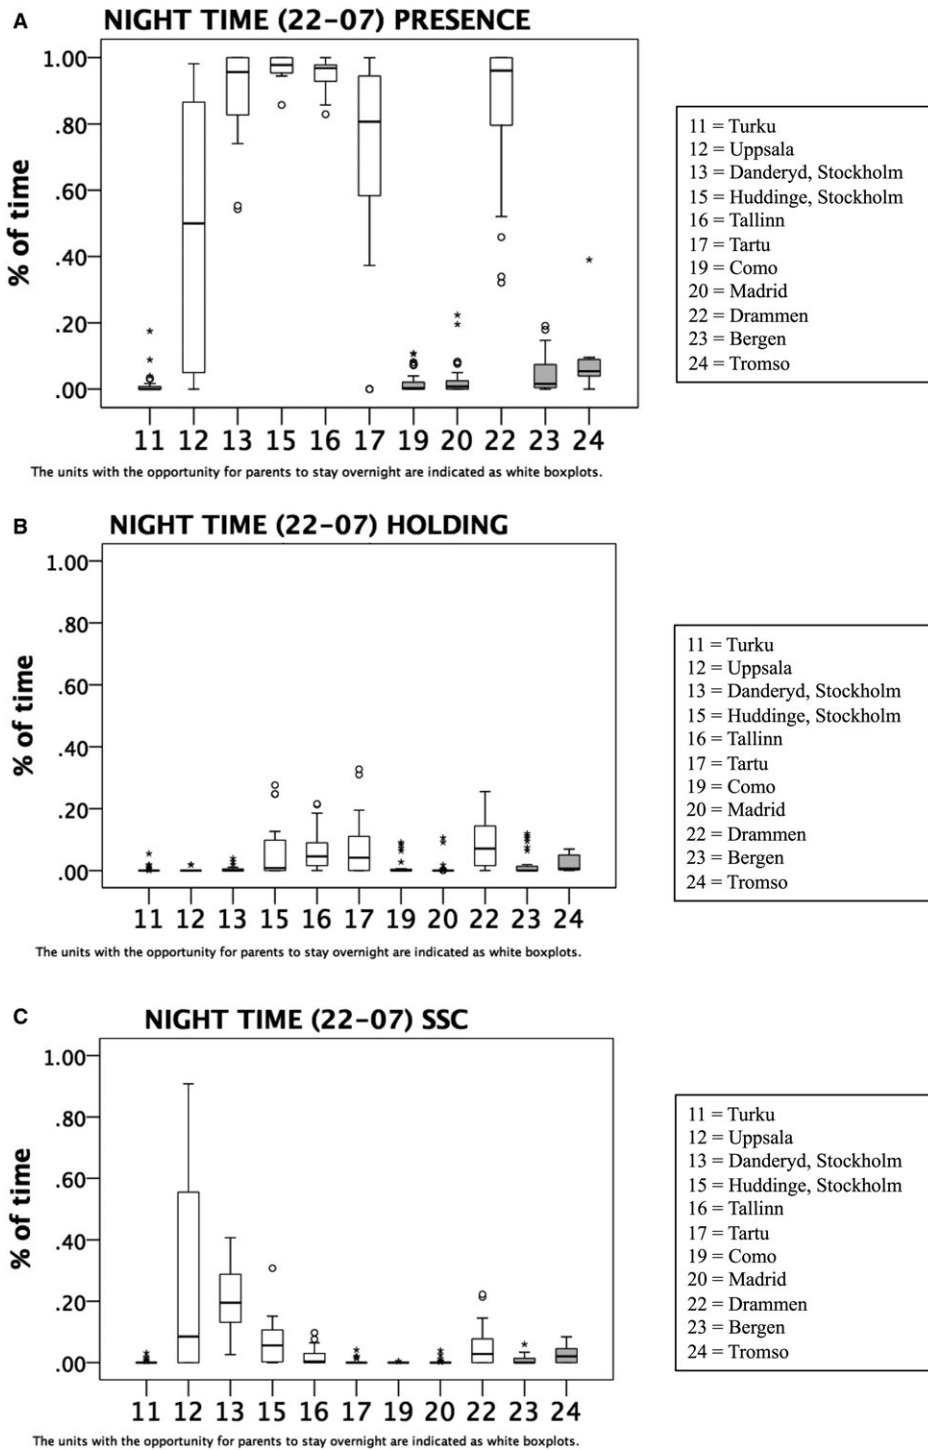 A
NIGHT TIME (22-07) PRESENCE
% of time
1.00
.80
.60
.40
.20
.00
11 12 13 15 16 17 19 20 22 23 24
The units with the opportunity for parents to stay overnight are indicated as white boxplots.
11 = Turku
12 = Uppsala
13 = Danderyd, Stockholm
15 = Huddinge, Stockholm
16 = Tallinn
17 = Tartu
19 = Como
20 = Madrid
22 = Drammen
23 = Bergen
24 = Tromso
B
NIGHT TIME (22-07) HOLDING
% of time
1.00
.80
.60
.40
.20
.00
11 12 13 15 16 17 19 20 22 23 24
The units with the opportunity for parents to stay overnight are indicated as white boxplots.
11 = Turku
12 = Uppsala
13 = Danderyd, Stockholm
15 = Huddinge, Stockholm
16 = Tallinn
17 = Tartu
19 = Como
20 = Madrid
22 = Drammen
23 = Bergen
24 = Tromso
C
NIGHT TIME (22-07) SSC
% of time
1.00
.80
.60
.40
.20
.00
11 12 13 15 16 17 19 20 22 23 24
The units with the opportunity for parents to stay overnight are indicated as white boxplots.
11 = Turku
12 = Uppsala
13 = Danderyd, Stockholm
15 = Huddinge, Stockholm
16 = Tallinn
17 = Tartu
19 = Como
20 = Madrid
22 = Drammen
23 = Bergen
24 = Tromso